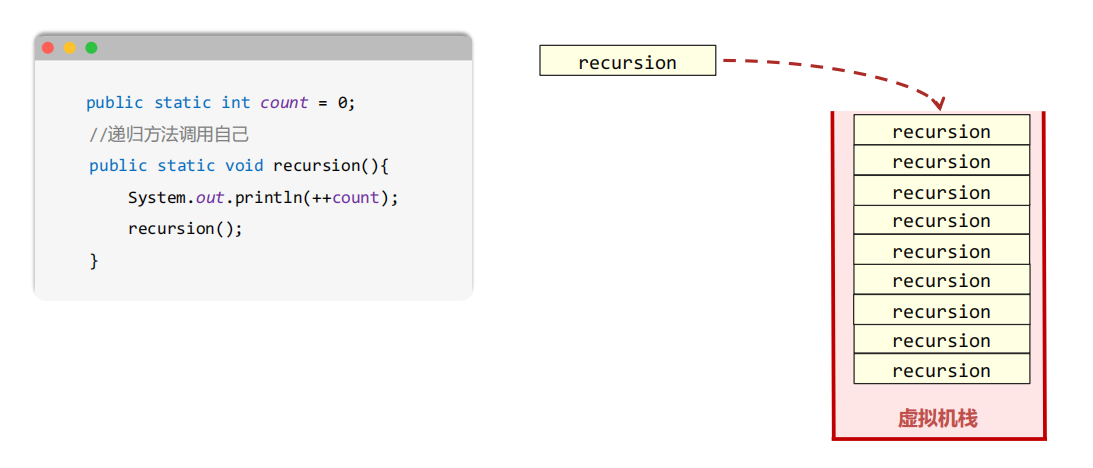 public static int count = 0;
//递归方法调用自己
public static void recursion(){
System.out.println(++count);
recursion();
}
recursion
recursion
recursion
recursion
recursion
recursion
recursion
recursion
recursion
recursion
虚拟机栈